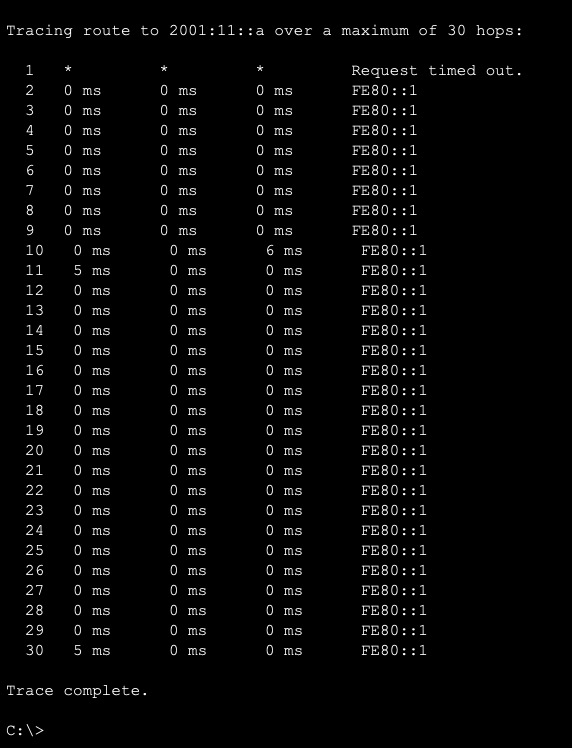 Tracing route to 2001:11::a over a maximum of 30 hops:
1 * * * Request timed out.
2 0 ms 0 ms 0 ms FE80::1
3 0 ms 0 ms 0 ms FE80::1
4 0 ms 0 ms 0 ms FE80::1
5 0 ms 0 ms 0 ms FE80::1
6 0 ms 0 ms 0 ms FE80::1
7 0 ms 0 ms 0 ms FE80::1
8 0 ms 0 ms 0 ms FE80::1
9 0 ms 0 ms 0 ms FE80::1
10 0 ms 0 ms 6 ms FE80::1
11 5 ms 0 ms 0 ms FE80::1
12 0 ms 0 ms 0 ms FE80::1
13 0 ms 0 ms 0 ms FE80::1
14 0 ms 0 ms 0 ms FE80::1
15 0 ms 0 ms 0 ms FE80::1
16 0 ms 0 ms 0 ms FE80::1
17 0 ms 0 ms 0 ms FE80::1
18 0 ms 0 ms 0 ms FE80::1
19 0 ms 0 ms 0 ms FE80::1
20 0 ms 0 ms 0 ms FE80::1
21 0 ms 0 ms 0 ms FE80::1
22 0 ms 0 ms 0 ms FE80::1
23 0 ms 0 ms 0 ms FE80::1
24 0 ms 0 ms 0 ms FE80::1
25 0 ms 0 ms 0 ms FE80::1
26 0 ms 0 ms 0 ms FE80::1
27 0 ms 0 ms 0 ms FE80::1
28 0 ms 0 ms 0 ms FE80::1
29 0 ms 0 ms 0 ms FE80::1
30 5 ms 0 ms 0 ms FE80::1
Trace complete.
C:\>